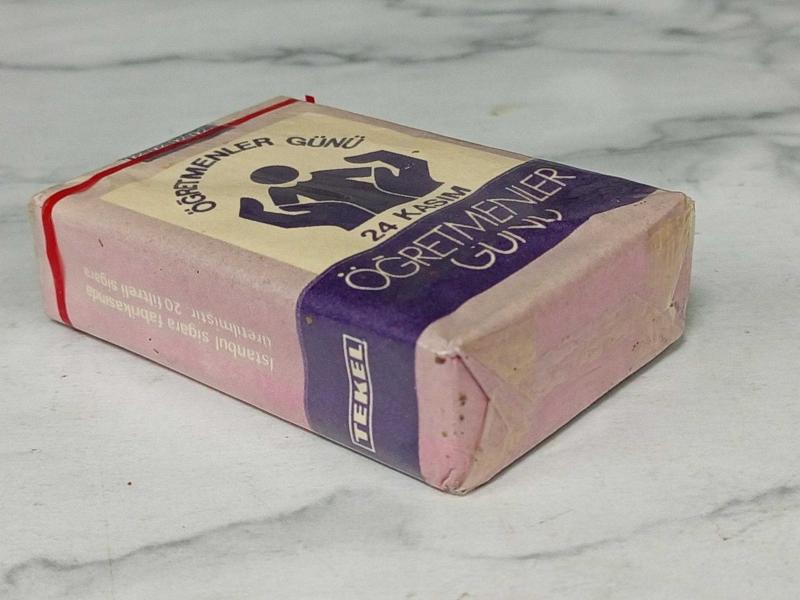 ÖĞRETMENLER GÜNÜ
24 KASIM
ÖĞRETMENLER
GÜNÜ
TEKEL
İstanbul sigara fabrikasında
üretilmiştir 20 filtreli sigara